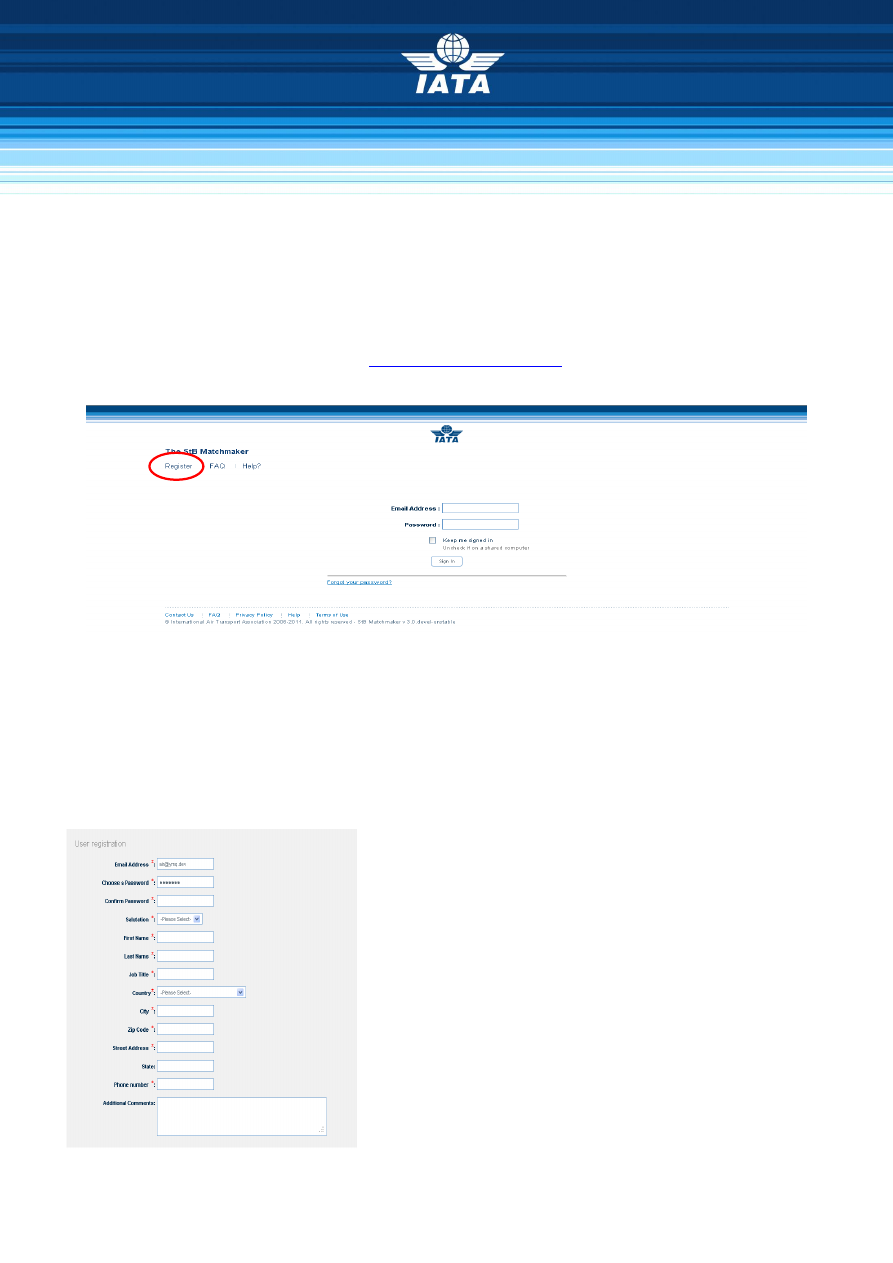 IATA
IATA
The StB Matchmaker
Register FAQ : Help?
Email Address :
Password :
Keep me signed in
Uncheck if on a shared computer
Sign In
Forgot your password?
Contact Us : FAQ : Privacy Policy : Help : Terms of Use
© International Air Transport Association 2008-2011. All rights reserved - StB Matchmaker v 3.0.devel-unstable
User registration
Email Address *:
Choose a Password *: •••••••
Confirm Password *:
Salutation *: -Please Select-
First Name *:
Last Name *:
Job Title *:
Country *: -Please Select-
City *:
Zip Code *:
Street Address *:
State:
Phone number *:
Additional Comments: